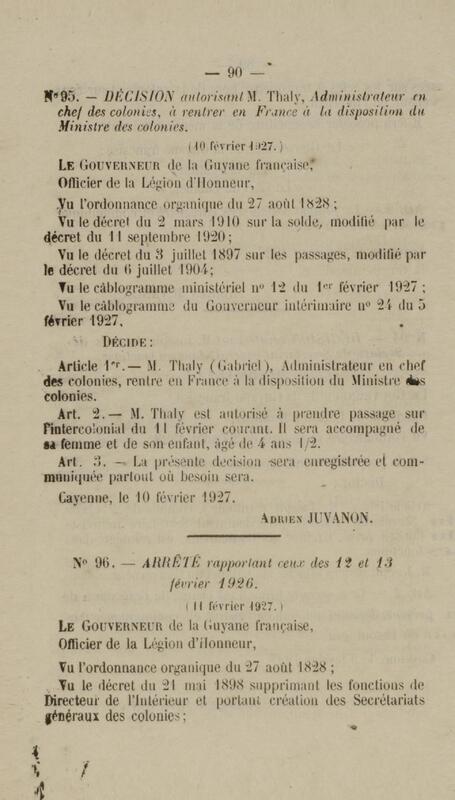 — 90 —
N° 95. — DÉCISION autorisant M. Thaly, Administrateur en
chef des colonies, à rentrer en France à la disposition du
Ministre des colonies.
(10 février 1927.)
LE GOUVERNEUR de la Guyane française,
Officier de la Légion d'Honneur,
Vu l'ordonnance organique du 27 août 1828 ;
Vu le décret du 2 mars 1910 sur la solde, modifié par le
décret du 11 septembre 1920 ;
Vu le décret du 3 juillet 1897 sur les passages, modifié par
le décret du 6 juillet 1904 ;
Vu le câblogramme ministériel n° 12 du 1er février 1927 ;
Vu le câblogramme du Gouverneur intérimaire n° 24 du 5
février 1927,
DÉCIDE :
Article 1er. — M. Thaly (Gabriel), Administrateur en chef
des colonies, rentre en France à la disposition du Ministre des
colonies.
Art. 2. — M. Thaly est autorisé à prendre passage sur
l'intercolonial du 11 février courant. Il sera accompagné de
sa femme et de son enfant, âgé de 4 ans 1/2.
Art. 3. — La présente decision sera enregistrée et com-
muniquée partout où besoin sera.
Cayenne, le 10 février 1927.
ADRIEN JUVANON.
N° 96. — ARRÊTÉ rapportant ceux des 12 et 13
février 1926.
(11 février 1927.)
LE GOUVERNEUR de la Guyane française,
Officier de la Légion d'Honneur,
Vu l'ordonnance organique du 27 août 1828 ;
Vu le décret du 21 mai 1898 supprimant les fonctions de
Directeur de l'Intérieur et portant création des Secrétariats
généraux des colonies ;